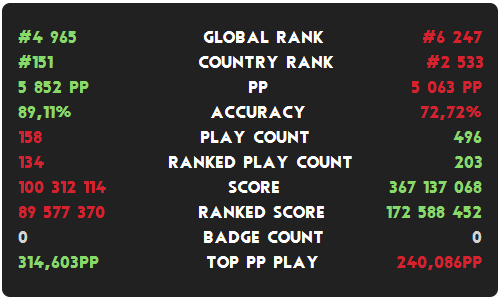 #4 965 GLOBAL RANK #6 247
#151 COUNTRY RANK #2 533
5 852 PP PP 5 063 PP
89,11% ACCURACY 72,72%
158 PLAY COUNT 496
134 RANKED PLAY COUNT 203
100 312 114 SCORE 367 137 068
89 577 370 RANKED SCORE 172 588 452
0 BADGE COUNT 0
314,603PP TOP PP PLAY 240,086PP